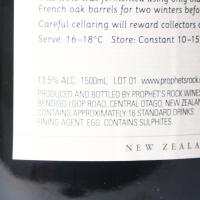 French oak barrels for two winters before
Careful cellaring will reward collectors
Serve: 16–18°C Store: Constant 10–15
13.5% ALC. 1500mL LOT 01 www.prophetsrock.
PRODUCED AND BOTTLED BY PROPHET'S ROCK WINES
BENDIGO LOOP ROAD, CENTRAL OTAGO, NEW ZEALAN
CONTAINS APPROXIMATELY 16 STANDARD DRINKS
FINING AGENT: EGG. CONTAINS SULPHITES.
NEW ZEALA